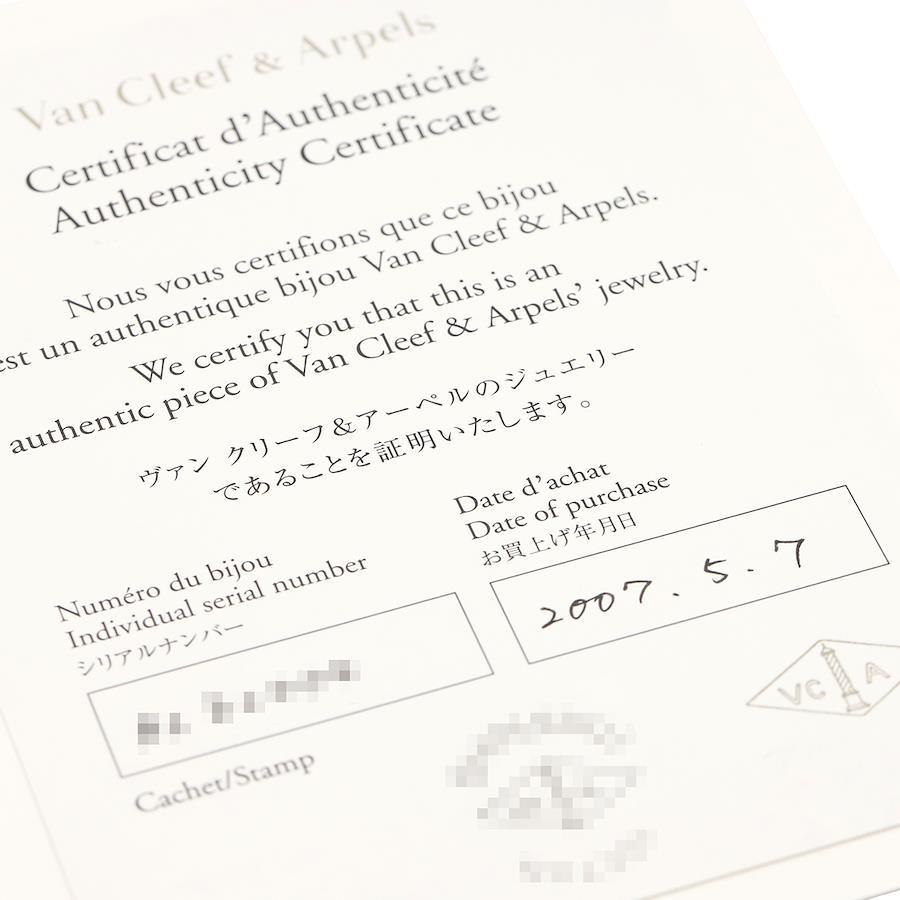 Van Cleef & Arpels
Certificat d'Authenticité
Authenticity Certificate
Nous vous certifions que ce bijou
est un authentique bijou Van Cleef & Arpels.
We certify you that this is an
authentic piece of Van Cleef & Arpels' jewelry.
ヴァン クリーフ&アーペルのジュエリー
であることを証明いたします。
Date d'achat
Date of purchase
お買上げ年月日
2007.5.7
Numéro du bijou
Individual serial number
シリアルナンバー
Cachet/Stamp
VC A